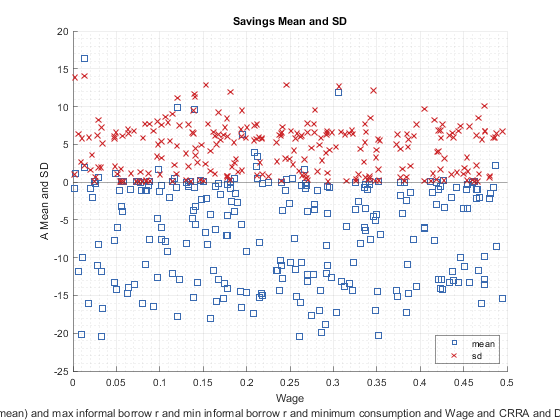 Savings Mean and SD
20
15
10
5
0
-5
-10
-15
-20
-25
A Mean and SD
0 0.05 0.1 0.15 0.2 0.25 0.3 0.35 0.4 0.45 0.5
Wage
mean
sd
mean) and max informal borrow r and min informal borrow r and minimum consumption and Wage and CRRA and